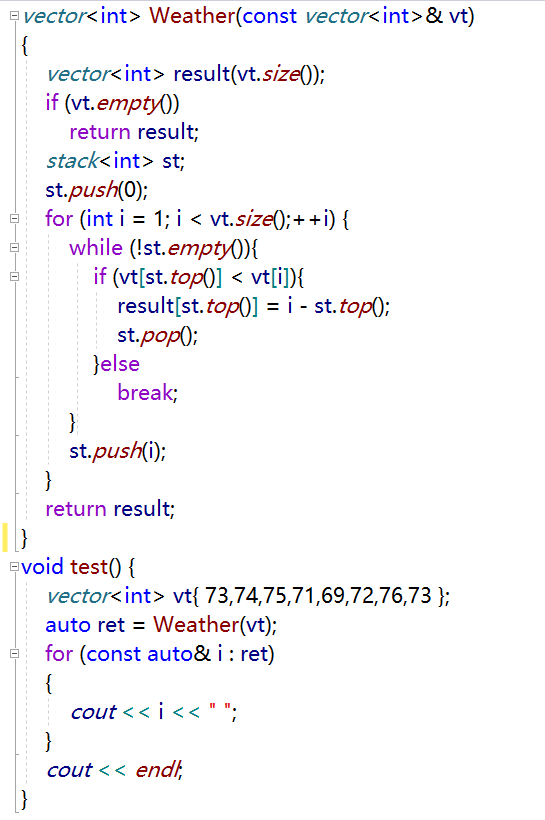 vector<int> Weather(const vector<int>& vt)
{
vector<int> result(vt.size());
if (vt.empty())
return result;
stack<int> st;
st.push(0);
for (int i = 1; i < vt.size();++i) {
while (!st.empty()){
if (vt[st.top()] < vt[i]){
result[st.top()] = i - st.top();
st.pop();
}else
break;
}
st.push(i);
}
return result;
}
void test() {
vector<int> vt{ 73,74,75,71,69,72,76,73 };
auto ret = Weather(vt);
for (const auto& i : ret)
{
cout << i << " ";
}
cout << endl;
}